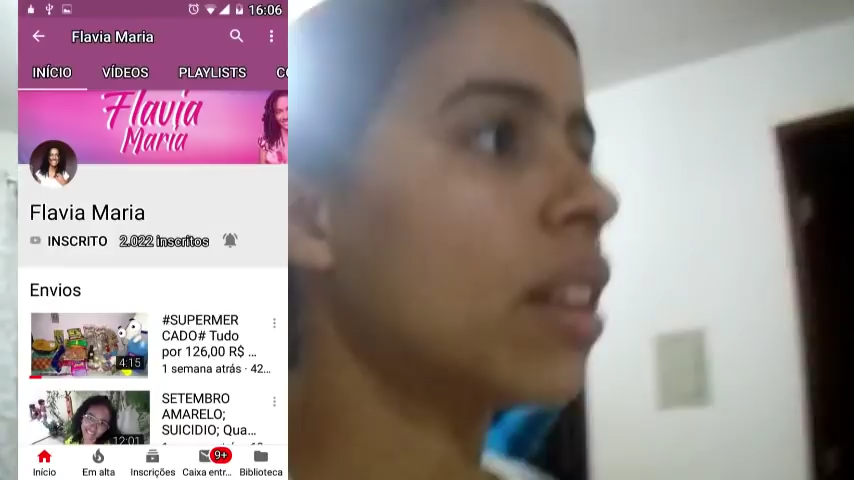 16:06
Flavia Maria
INÍCIO VÍDEOS PLAYLISTS
Flavia
Maria
Flavia Maria
INSCRITO 2.022 inscritos
Envios
#SUPERMER
CADO# Tudo
por 126,00 R$ ...
4:15
1 semana atrás · 42...
SETEMBRO
AMARELO;
SUICIDIO; Qua...
12:01
9+
Início Em alta Inscrições Caixa entr... Biblioteca